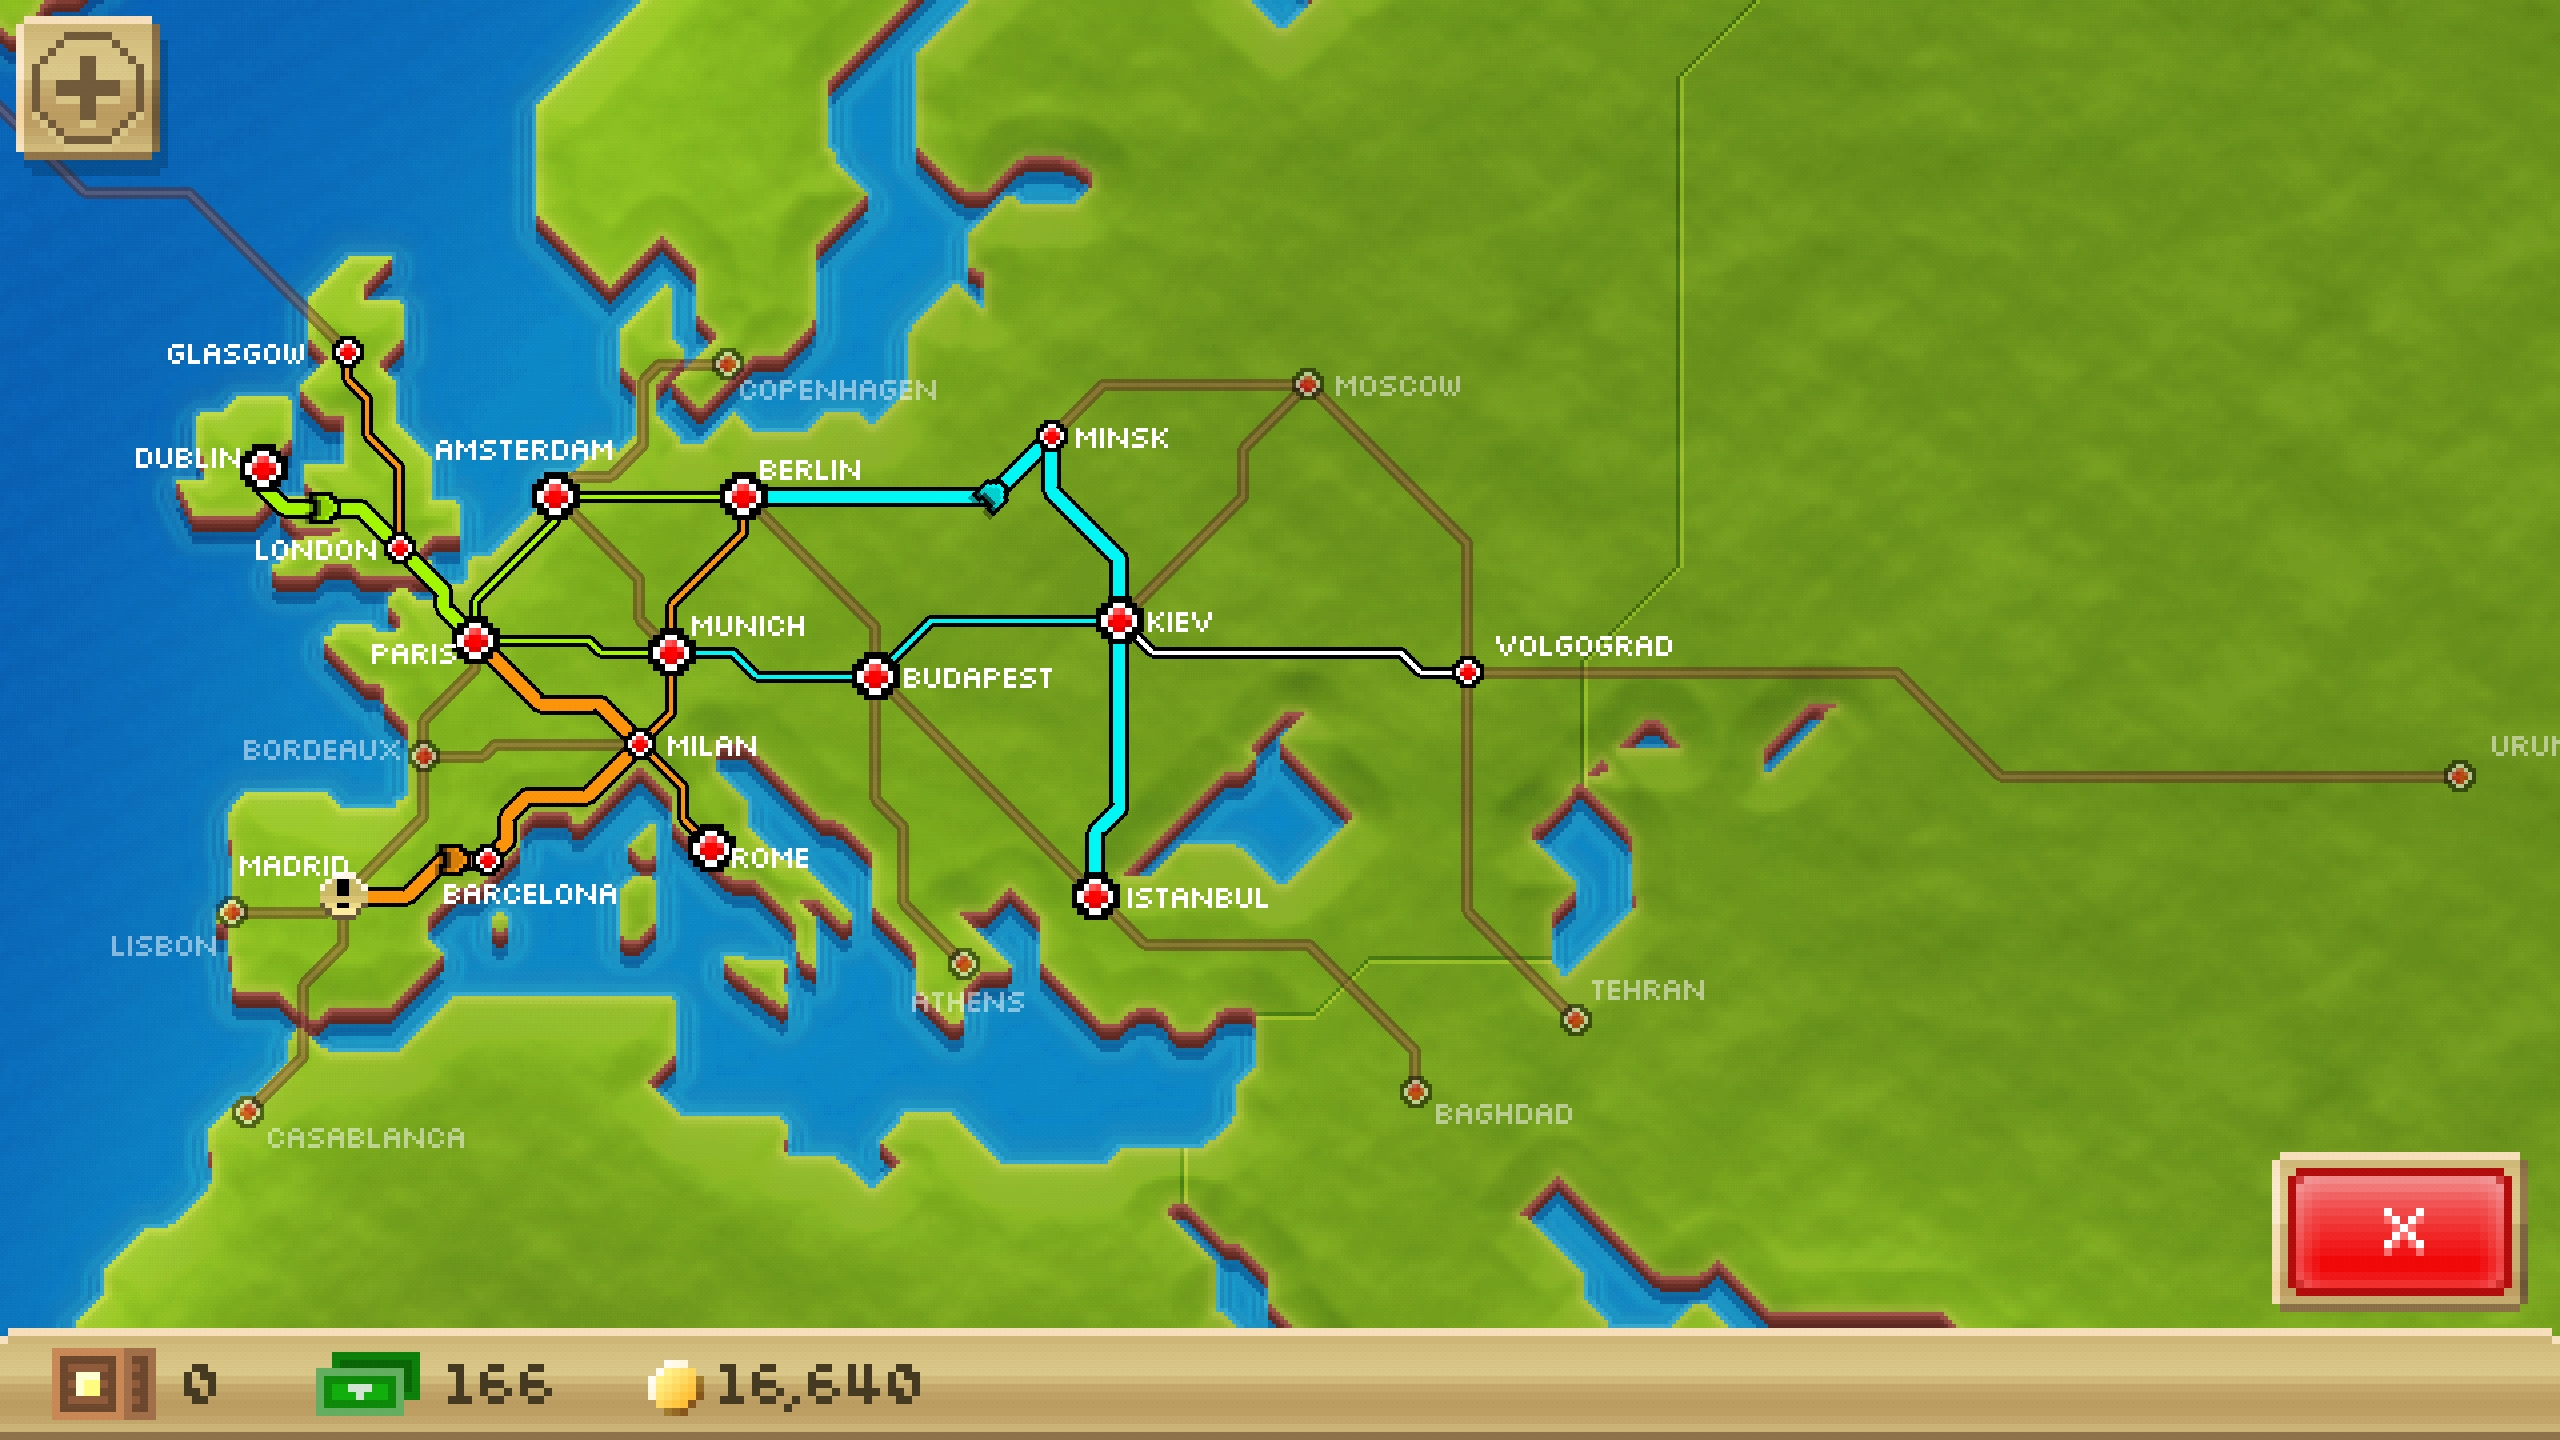 GLASGOW
COPENHAGEN
MOSCOW
MINSK
AMSTERDAM
DUBLIN
BERLIN
LONDON
KIEV
MUNICH
PARIS
VOLGOGRAD
BUDAPEST
BORDEAUX
MILAN
URUM
MADRID
ROME
BARCELONA
ISTANBUL
LISBON
ATHENS
TEHRAN
BAGHDAD
CASABLANCA
X
0 166 16,640